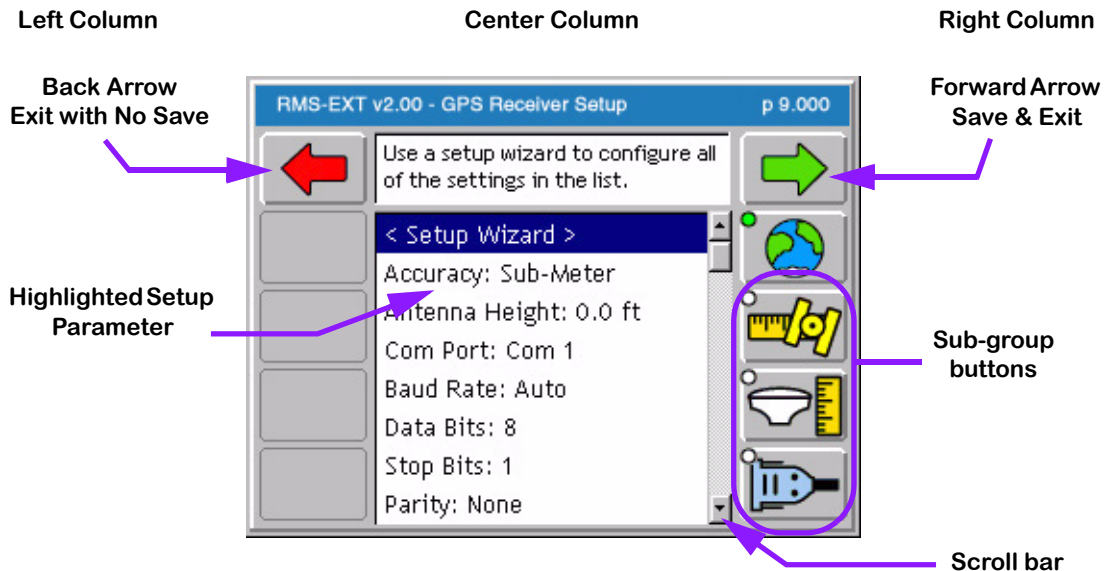 Left Column
Center Column
Right Column
Back Arrow
Exit with No Save
Forward Arrow
Save & Exit
RMS-EXT v2.00 - GPS Receiver Setup
p 9.000
Use a setup wizard to configure all
of the settings in the list.
< Setup Wizard >
Accuracy: Sub-Meter
Antenna Height: 0.0 ft
Com Port: Com 1
Baud Rate: Auto
Data Bits: 8
Stop Bits: 1
Parity: None
Highlighted Setup
Parameter
Sub-group
buttons
Scroll bar